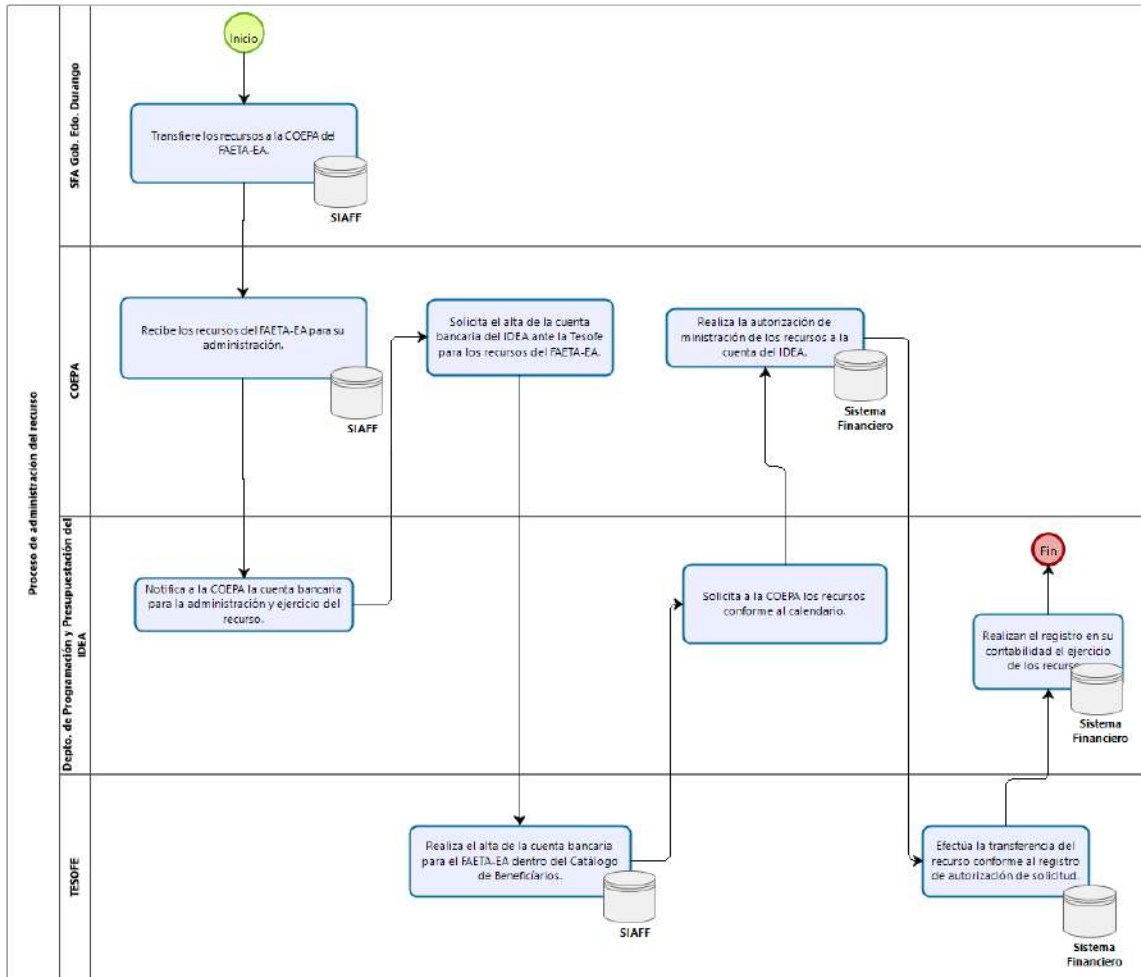 Proceso de administración del recurso
SFA Gob. Edo. Durango
Inicio
Transfiere los recursos a la COEPA del
FAETA-EA.
SIAFF
COEPA
Recibe los recursos del FAETA-EA para su
administración.
SIAFF
Solicita el alta de la cuenta
bancaria del IDEA ante la Tesofe
para los recursos del FAETA-EA.
Realiza la autorización de
ministración de los recursos a la
cuenta del IDEA.
Sistema
Financiero
Depto. de Programación y Presupuestación del
IDEA
Notifica a la COEPA la cuenta bancaria
para la administración y ejercicio del
recurso.
Solicita a la COEPA los recursos
conforme al calendario.
Fin
Realizan el registro en su
contabilidad el ejercicio
de los recurso
Sistema
Financiero
TESOFE
Realiza el alta de la cuenta bancaria
para el FAETA-EA dentro del Catálogo
de Beneficíarios.
SIAFF
Efectúa la transferencia del
recurso conforme al registro
de autorización de solicitud.
Sistema
Financiero